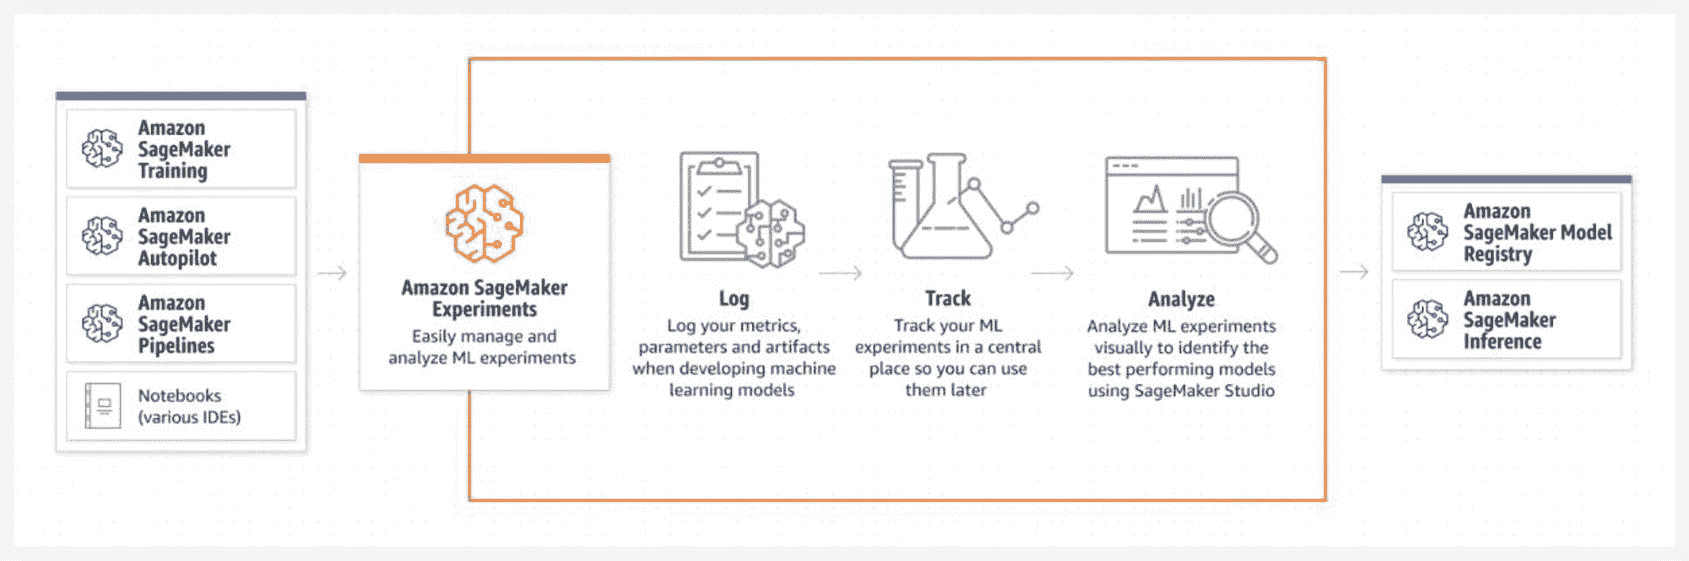 Amazon
SageMaker
Training
Amazon
SageMaker
Autopilot
Amazon
SageMaker
Pipelines
Notebooks
(various IDEs)
Amazon SageMaker
Experiments
Easily manage and
analyze ML experiments
Log
Log your metrics,
parameters and artifacts
when developing machine
learning models
Track
Track your ML
experiments in a central
place so you can use
them later
Analyze
Analyze ML experiments
visually to identify the
best performing models
using SageMaker Studio
Amazon
SageMaker Model
Registry
Amazon
SageMaker
Inference